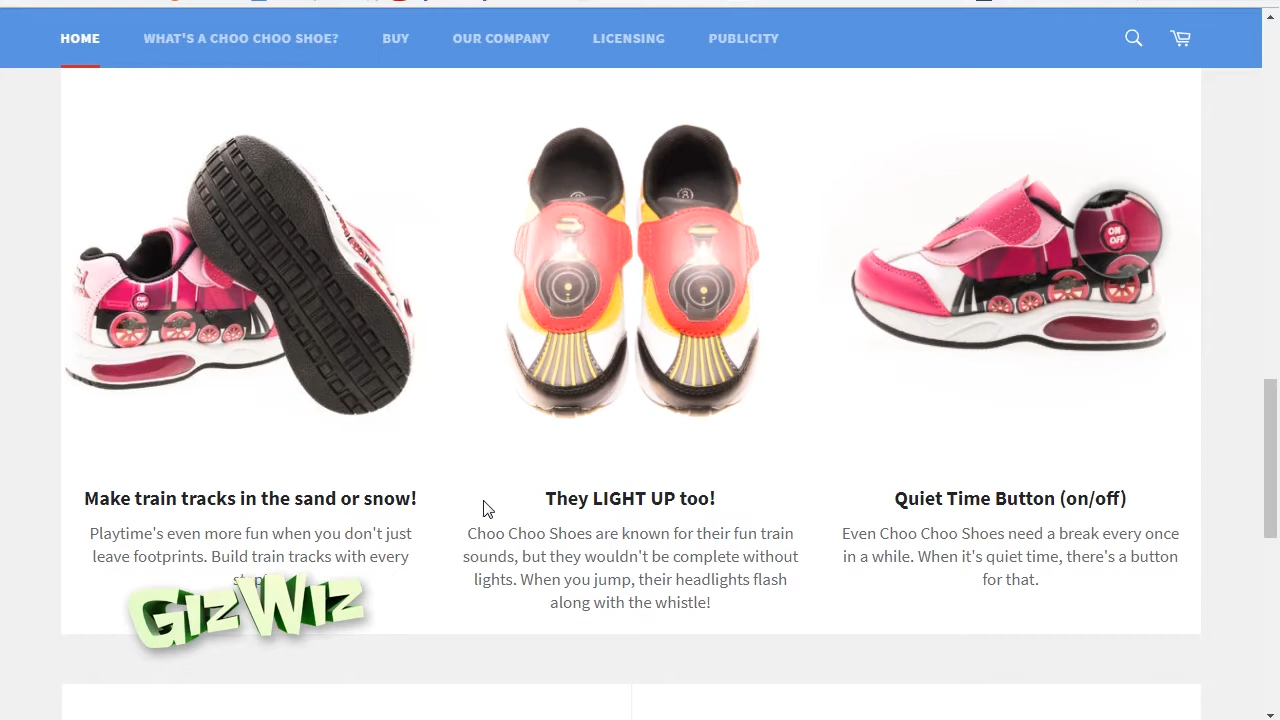 HOME WHAT'S A CHOO CHOO SHOE? BUY OUR COMPANY LICENSING PUBLICITY
ON
OFF
ON
OFF
Make train tracks in the sand or snow!
Playtime's even more fun when you don't just
leave footprints. Build train tracks with every
They LIGHT UP too!
Choo Choo Shoes are known for their fun train
sounds, but they wouldn't be complete without
lights. When you jump, their headlights flash
along with the whistle!
Quiet Time Button (on/off)
Even Choo Choo Shoes need a break every once
in a while. When it's quiet time, there's a button
for that.
GizWiz